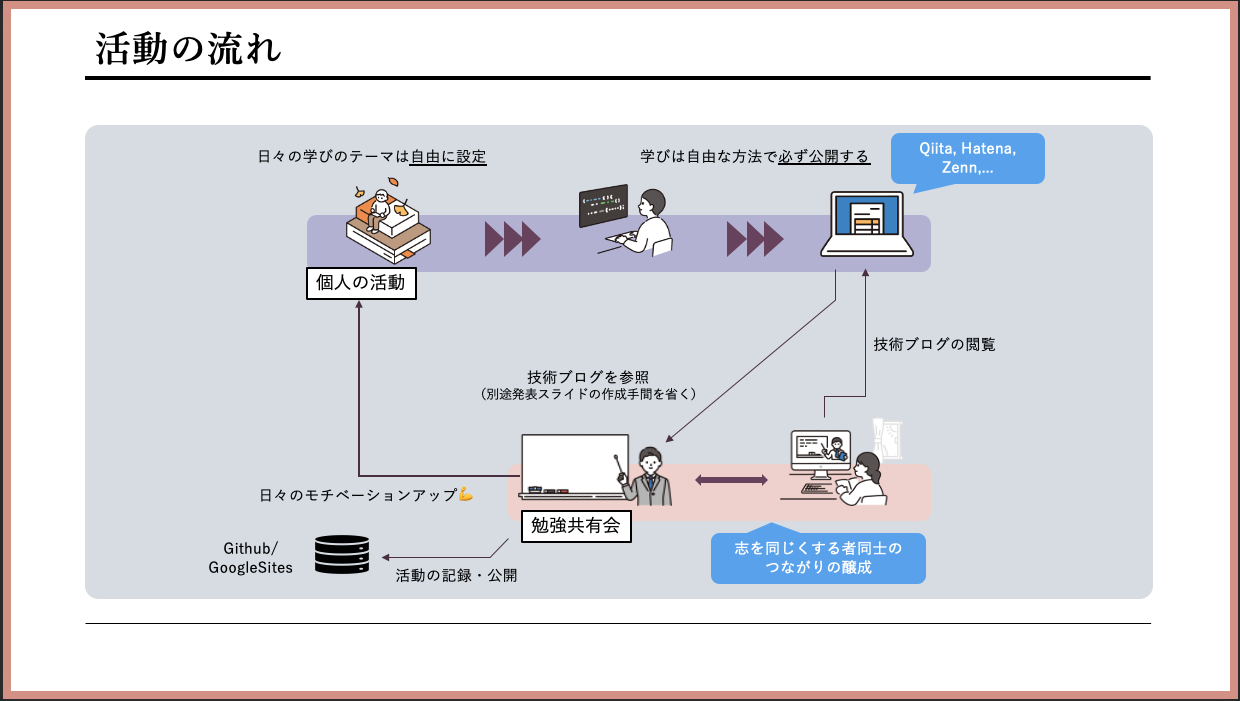 活動の流れ
日々の学びのテーマは自由に設定
学びは自由な方法で必ず公開する
Qiita, Hatena,
Zenn,...
個人の活動
技術ブログの閲覧
技術ブログを参照
（別途発表スライドの作成手間を省く）
日々のモチベーションアップ💪
勉強共有会
志を同じくする者同士の
つながりの醸成
Github/
GoogleSites
活動の記録・公開